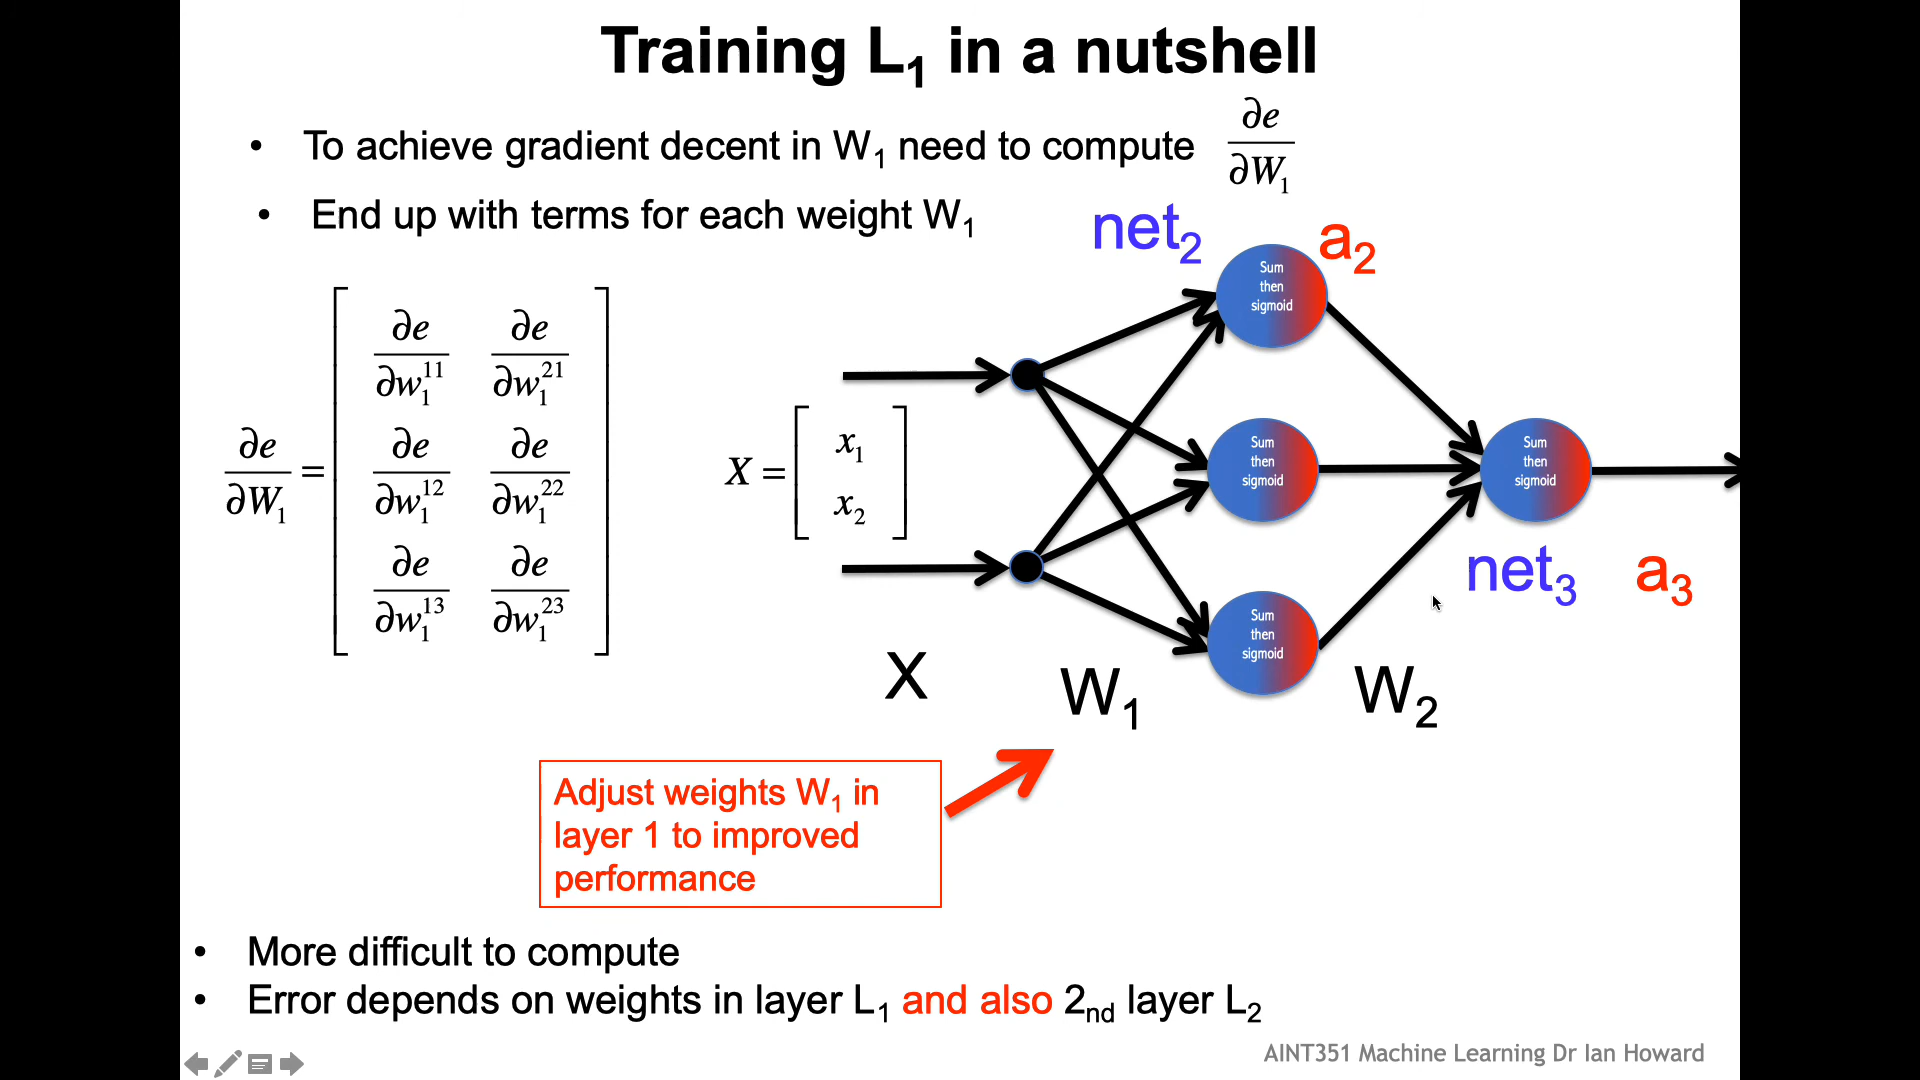 Training L₁ in a nutshell
• To achieve gradient decent in W₁ need to compute ∂e/∂W₁
• End up with terms for each weight W₁
net₂ a₂
Sum
then
sigmoid
∂e/∂W₁ = [ ∂e/∂w₁¹¹ ∂e/∂w₁²¹
∂e/∂w₁¹² ∂e/∂w₁²²
∂e/∂w₁¹³ ∂e/∂w₁²³ ]
X = [ x₁
x₂ ]
Sum
then
sigmoid
Sum
then
sigmoid
net₃ a₃
Sum
then
sigmoid
X W₁ W₂
Adjust weights W₁ in
layer 1 to improved
performance
• More difficult to compute
• Error depends on weights in layer L₁ and also 2nd layer L₂
AINT351 Machine Learning Dr Ian Howard